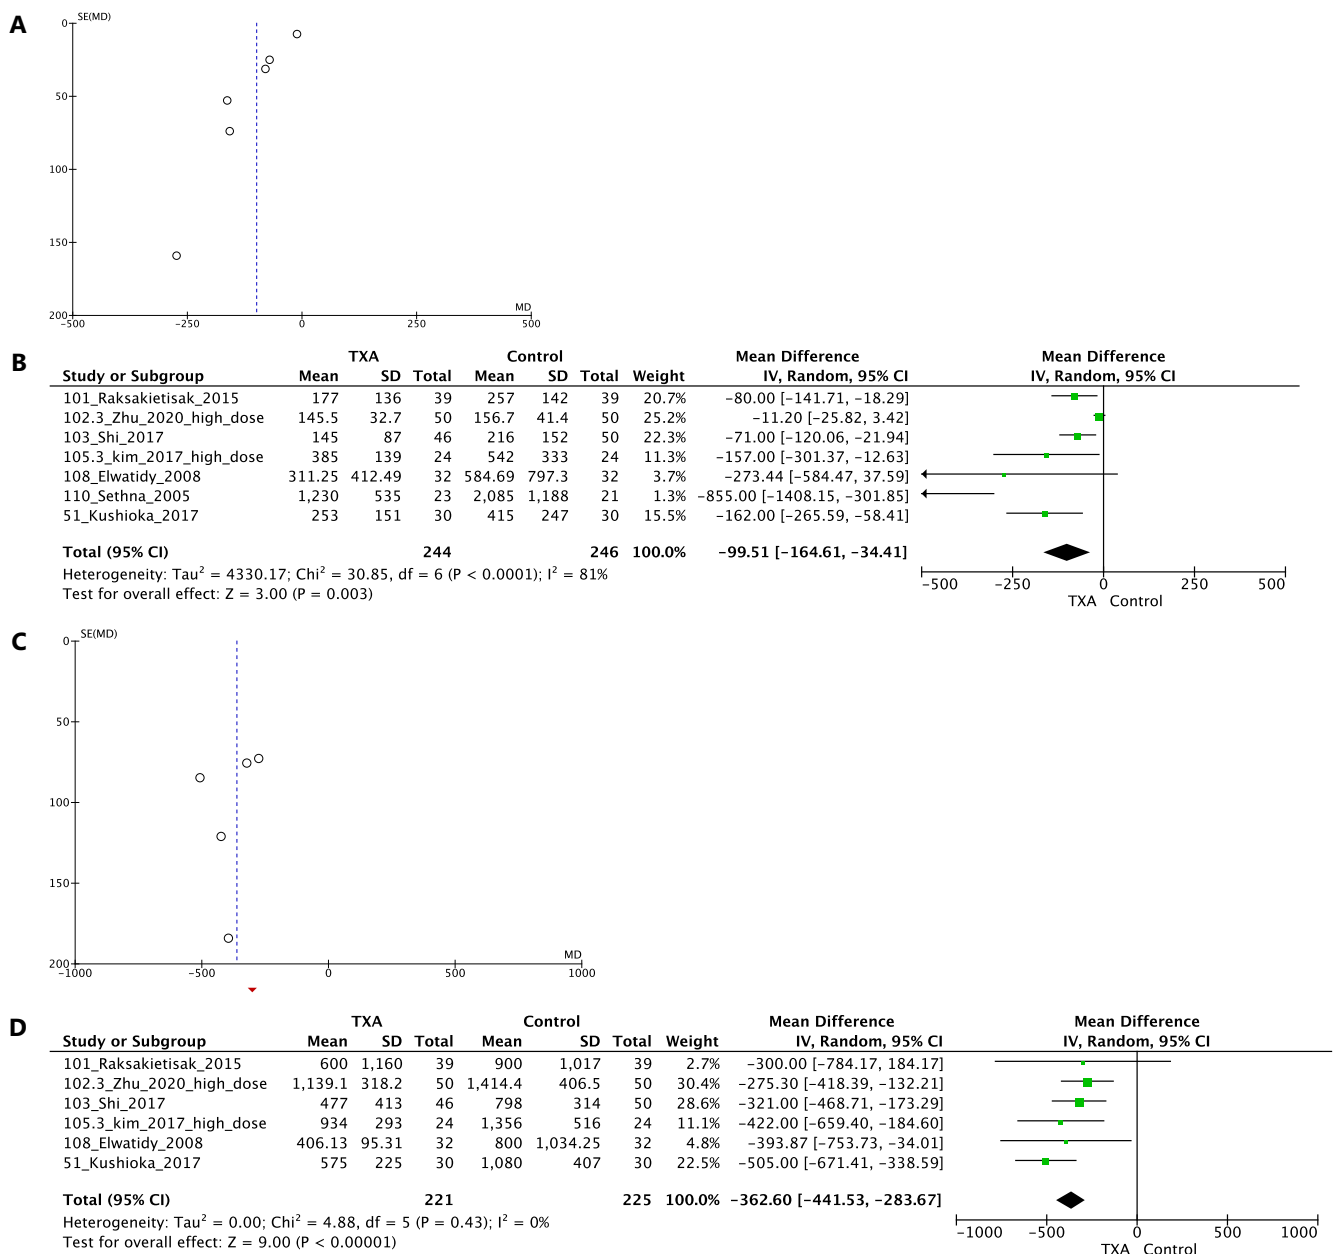 A
SE(MD)
0
50
100
150
200
MD
−500 −250 0 250 500
B
TXA Control Mean Difference Mean Difference
Study or Subgroup Mean SD Total Mean SD Total Weight IV, Random, 95% CI IV, Random, 95% CI
101_Raksakietisak_2015 177 136 39 257 142 39 20.7% −80.00 [−141.71, −18.29]
102.3_Zhu_2020_high_dose 145.5 32.7 50 156.7 41.4 50 25.2% −11.20 [−25.82, 3.42]
103_Shi_2017 145 87 46 216 152 50 22.3% −71.00 [−120.06, −21.94]
105.3_kim_2017_high_dose 385 139 24 542 333 24 11.3% −157.00 [−301.37, −12.63]
108_Elwatidy_2008 311.25 412.49 32 584.69 797.3 32 3.7% −273.44 [−584.47, 37.59]
110_Sethna_2005 1,230 535 23 2,085 1,188 21 1.3% −855.00 [−1408.15, −301.85]
51_Kushioka_2017 253 151 30 415 247 30 15.5% −162.00 [−265.59, −58.41]
Total (95% CI) 244 246 100.0% −99.51 [−164.61, −34.41]
Heterogeneity: Tau² = 4330.17; Chi² = 30.85, df = 6 (P < 0.0001); I² = 81%
Test for overall effect: Z = 3.00 (P = 0.003)
−500 −250 0 250 500
TXA Control
C
SE(MD)
0
50
100
150
200
MD
−1000 −500 0 500 1000
D
TXA Control Mean Difference Mean Difference
Study or Subgroup Mean SD Total Mean SD Total Weight IV, Random, 95% CI IV, Random, 95% CI
101_Raksakietisak_2015 600 1,160 39 900 1,017 39 2.7% −300.00 [−784.17, 184.17]
102.3_Zhu_2020_high_dose 1,139.1 318.2 50 1,414.4 406.5 50 30.4% −275.30 [−418.39, −132.21]
103_Shi_2017 477 413 46 798 314 50 28.6% −321.00 [−468.71, −173.29]
105.3_kim_2017_high_dose 934 293 24 1,356 516 24 11.1% −422.00 [−659.40, −184.60]
108_Elwatidy_2008 406.13 95.31 32 800 1,034.25 32 4.8% −393.87 [−753.73, −34.01]
51_Kushioka_2017 575 225 30 1,080 407 30 22.5% −505.00 [−671.41, −338.59]
Total (95% CI) 221 225 100.0% −362.60 [−441.53, −283.67]
Heterogeneity: Tau² = 0.00; Chi² = 4.88, df = 5 (P = 0.43); I² = 0%
Test for overall effect: Z = 9.00 (P < 0.00001)
−1000 −500 0 500 1000
TXA Control